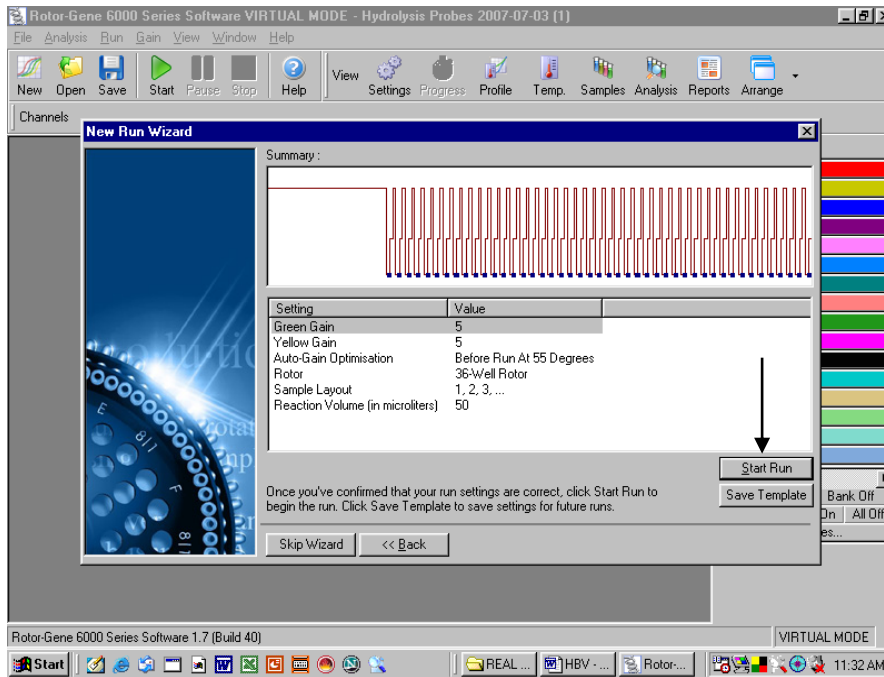 Rotor-Gene 6000 Series Software VIRTUAL MODE - Hydrolysis Probes 2007-07-03 (1)
File Analysis Run Gain View Window Help
New Open Save Start Pause Stop Help View Settings Progress Profile Temp. Samples Analysis Reports Arrange
Channels
New Run Wizard
Summary :
Setting Value
Green Gain 5
Yellow Gain 5
Auto-Gain Optimisation Before Run At 55 Degrees
Rotor 36-Well Rotor
Sample Layout 1, 2, 3, ...
Reaction Volume (in microliters) 50
Start Run
Once you've confirmed that your run settings are correct, click Start Run to
begin the run. Click Save Template to save settings for future runs.
Save Template
Bank Off
On All Off
es...
Skip Wizard << Back
E
8/1
F
8/1
Rotor-Gene 6000 Series Software 1.7 (Build 40) VIRTUAL MODE
Start REAL ... HBV - ... Rotor-... 11:32 AM